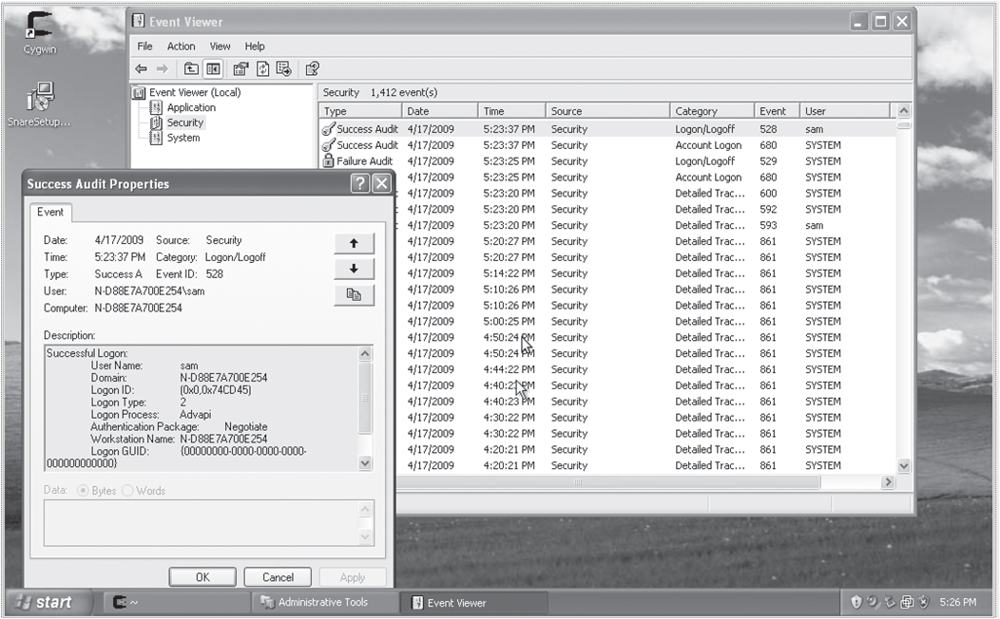 Cygwin
SnareSetup...
Event Viewer
File Action View Help
Event Viewer (Local)
Application
Security
System
Security 1,412 event(s)
Type Date Time Source Category Event User
Success Audit 4/17/2009 5:23:37 PM Security Logon/Logoff 528 sam
Success Audit 4/17/2009 5:23:37 PM Security Account Logon 680 SYSTEM
Failure Audit 4/17/2009 5:23:25 PM Security Logon/Logoff 529 SYSTEM
4/17/2009 5:23:25 PM Security Account Logon 680 SYSTEM
4/17/2009 5:23:20 PM Security Detailed Trac... 600 SYSTEM
4/17/2009 5:23:20 PM Security Detailed Trac... 592 SYSTEM
4/17/2009 5:23:20 PM Security Detailed Trac... 593 sam
4/17/2009 5:20:27 PM Security Detailed Trac... 861 SYSTEM
4/17/2009 5:20:27 PM Security Detailed Trac... 861 SYSTEM
4/17/2009 5:14:22 PM Security Detailed Trac... 861 SYSTEM
4/17/2009 5:10:26 PM Security Detailed Trac... 861 SYSTEM
4/17/2009 5:10:26 PM Security Detailed Trac... 861 SYSTEM
4/17/2009 5:00:25 PM Security Detailed Trac... 861 SYSTEM
4/17/2009 4:50:24 PM Security Detailed Trac... 861 SYSTEM
4/17/2009 4:50:24 PM Security Detailed Trac... 861 SYSTEM
4/17/2009 4:44:22 PM Security Detailed Trac... 861 SYSTEM
4/17/2009 4:40:23 PM Security Detailed Trac... 861 SYSTEM
4/17/2009 4:40:23 PM Security Detailed Trac... 861 SYSTEM
4/17/2009 4:30:22 PM Security Detailed Trac... 861 SYSTEM
4/17/2009 4:30:22 PM Security Detailed Trac... 861 SYSTEM
4/17/2009 4:20:21 PM Security Detailed Trac... 861 SYSTEM
4/17/2009 4:20:21 PM Security Detailed Trac... 861 SYSTEM
Success Audit Properties
Event
Date: 4/17/2009 Source: Security
Time: 5:23:37 PM Category: Logon/Logoff
Type: Success A Event ID: 528
User: N-D88E7A700E254\sam
Computer: N-D88E7A700E254
Description:
Successful Logon:
User Name: sam
Domain: N-D88E7A700E254
Logon ID: (0x0,0x74CD45)
Logon Type: 2
Logon Process: Advapi
Authentication Package: Negotiate
Workstation Name: N-D88E7A700E254
Logon GUID: {00000000-0000-0000-0000-
000000000000}
Data: Bytes Words
OK Cancel Apply
start ~ Administrative Tools Event Viewer 5:26 PM